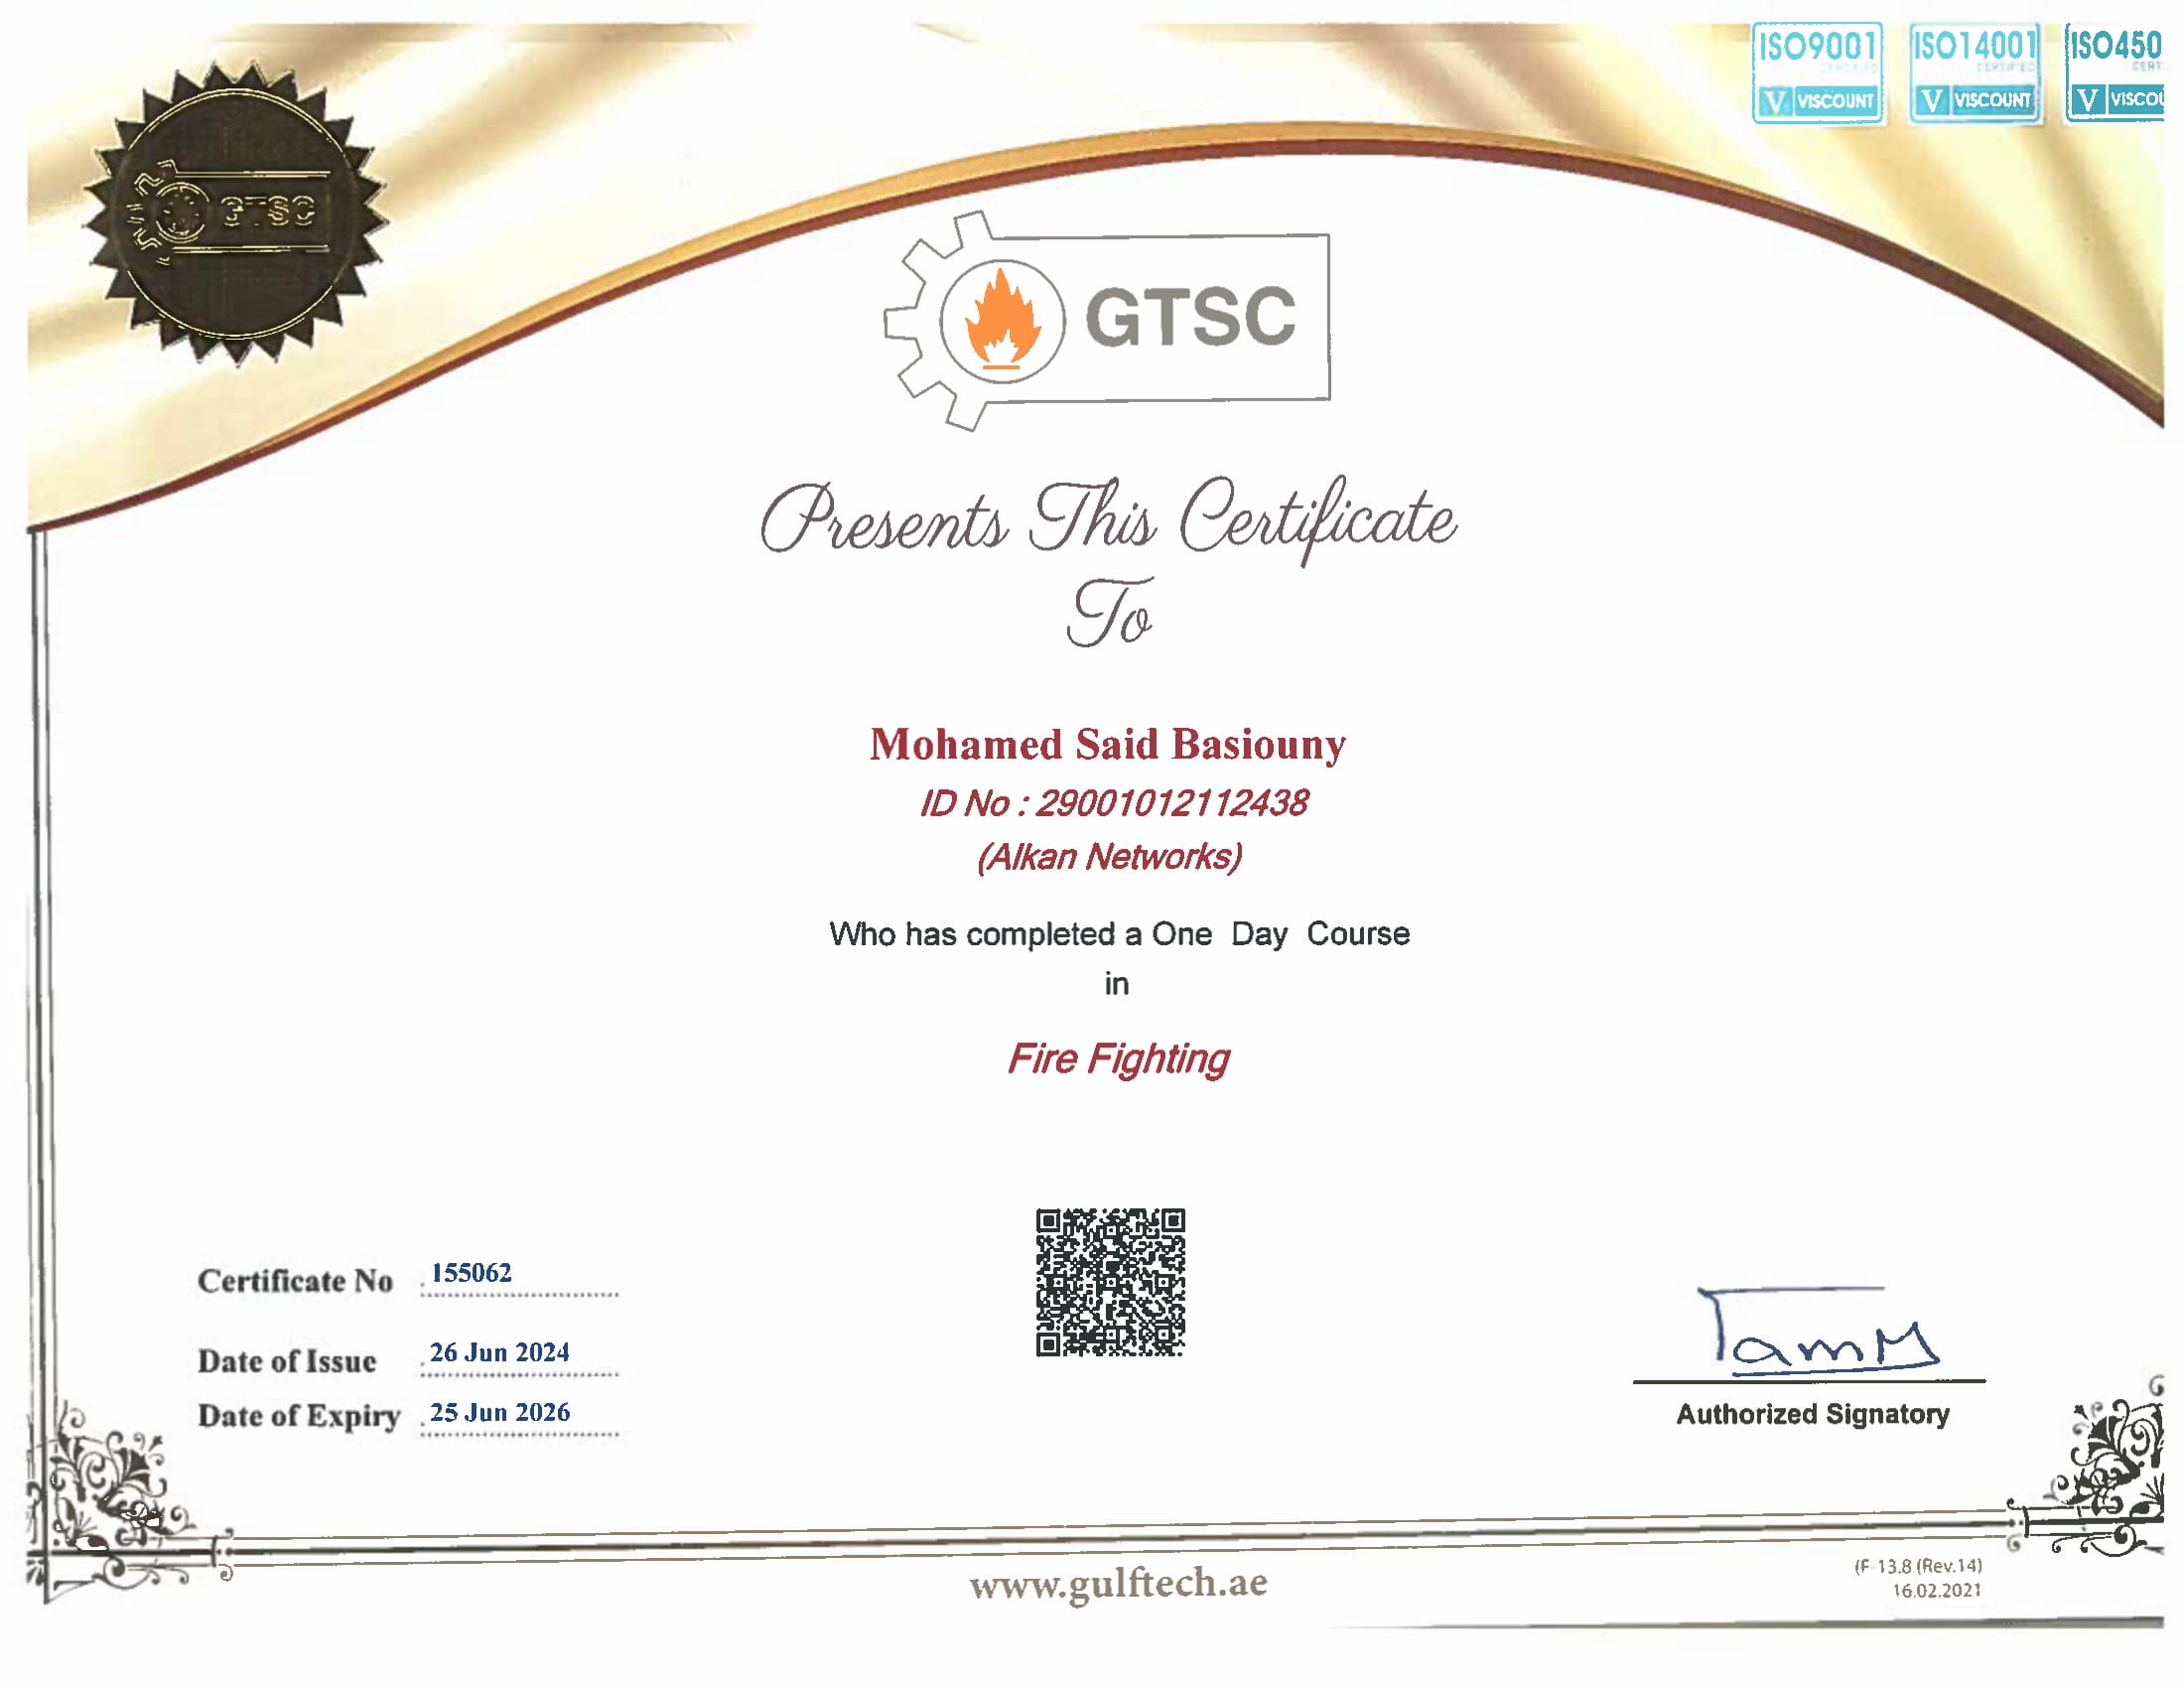 ISO9001
CERTIFIED
V VISCOUNT
ISO14001
CERTIFIED
V VISCOUNT
ISO450
CERT
V VISCOU
GTSC
GTSC
Presents This Certificate
To
Mohamed Said Basiouny
ID No : 29001012112438
(Alkan Networks)
Who has completed a One Day Course
in
Fire Fighting
Certificate No 155062
Date of Issue 26 Jun 2024
Date of Expiry 25 Jun 2026
Authorized Signatory
www.gulftech.ae
(F-13.8 (Rev.14)
16.02.2021